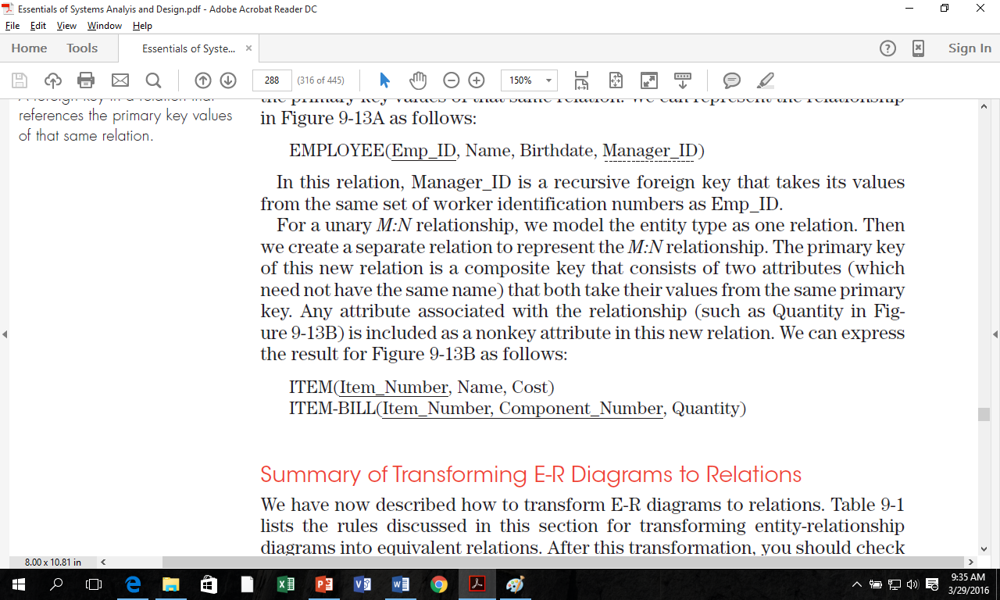 Essentials of Systems Analyis and Design.pdf - Adobe Acrobat Reader DC
File Edit View Window Help
Home Tools Essentials of Syste... × Sign In
288 (316 of 445) 150%
A foreign key in a relation that
references the primary key values
of that same relation.
the primary key values of that same relation. We can represent the relationship
in Figure 9-13A as follows:
EMPLOYEE(Emp_ID, Name, Birthdate, Manager_ID)
In this relation, Manager_ID is a recursive foreign key that takes its values
from the same set of worker identification numbers as Emp_ID.
For a unary M:N relationship, we model the entity type as one relation. Then
we create a separate relation to represent the M:N relationship. The primary key
of this new relation is a composite key that consists of two attributes (which
need not have the same name) that both take their values from the same primary
key. Any attribute associated with the relationship (such as Quantity in Fig-
ure 9-13B) is included as a nonkey attribute in this new relation. We can express
the result for Figure 9-13B as follows:
ITEM(Item_Number, Name, Cost)
ITEM-BILL(Item_Number, Component_Number, Quantity)
Summary of Transforming E-R Diagrams to Relations
We have now described how to transform E-R diagrams to relations. Table 9-1
lists the rules discussed in this section for transforming entity-relationship
diagrams into equivalent relations. After this transformation, you should check
8.00 x 10.81 in
9:35 AM
3/29/2016